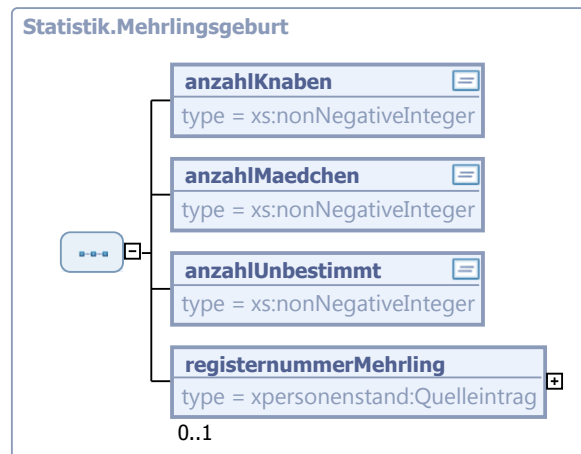 Statistik.Mehrlingsgeburt
anzahlKnaben
type = xs:nonNegativeInteger
anzahlMaedchen
type = xs:nonNegativeInteger
anzahlUnbestimmt
type = xs:nonNegativeInteger
registernummerMehrling
type = xpersonenstand:Quelleintrag
0..1